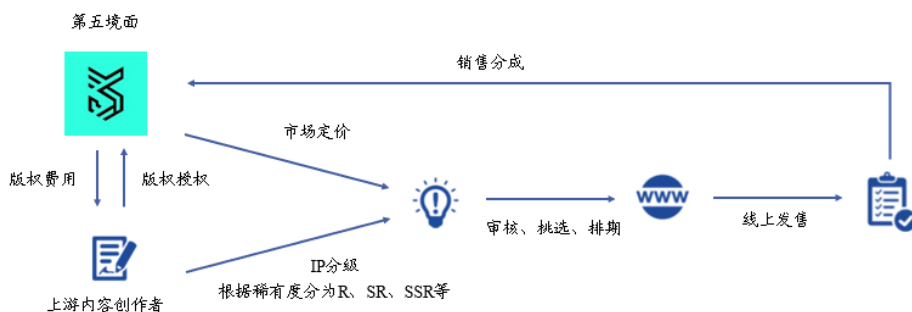 第五境面
销售分成
市场定价
版权费用
版权授权
WWW
审核、挑选、排期
线上发售
IP分级
根据稀有度分为R、SR、SSR等
上游内容创作者